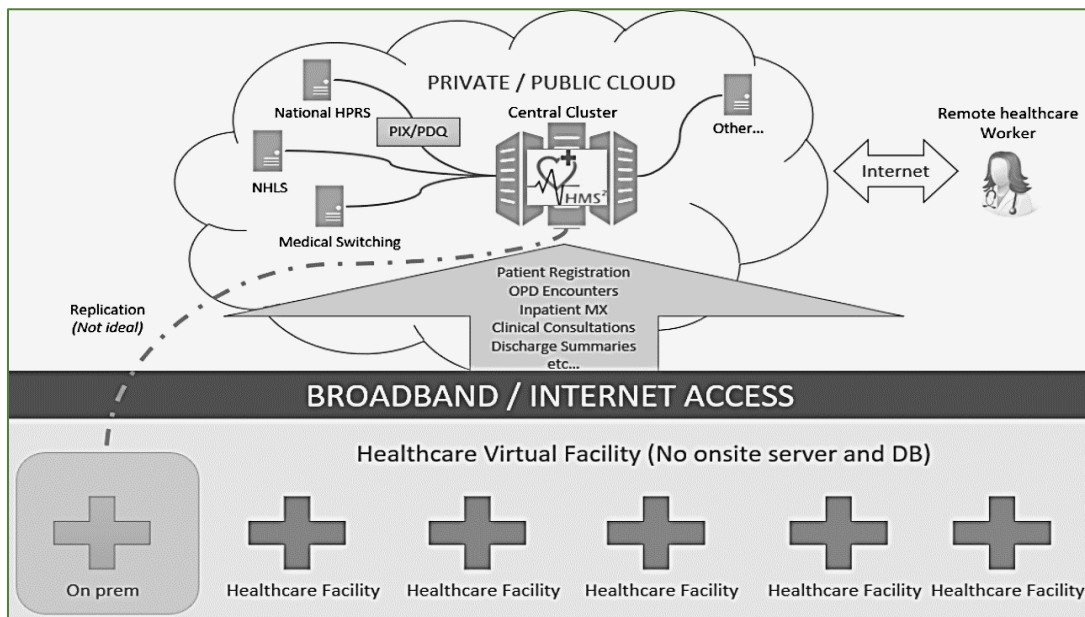 PRIVATE / PUBLIC CLOUD
National HPRS
PIX/PDQ
Central Cluster
HMS²
Other...
NHLS
Medical Switching
Remote healthcare
Worker
Internet
Replication
(Not ideal)
Patient Registration
OPD Encounters
Inpatient MX
Clinical Consultations
Discharge Summaries
etc...
BROADBAND / INTERNET ACCESS
Healthcare Virtual Facility (No onsite server and DB)
On prem
Healthcare Facility
Healthcare Facility
Healthcare Facility
Healthcare Facility
Healthcare Facility